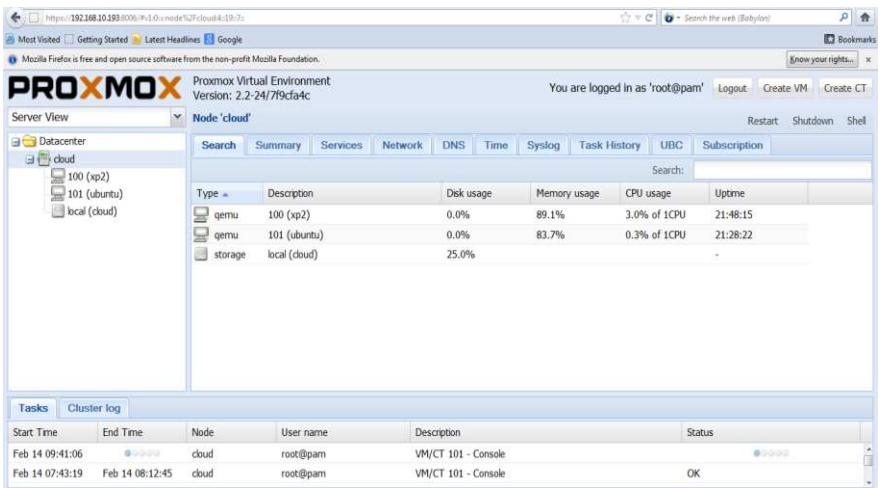 https://192.168.10.193:8006/#v1:0:=node%2Fcloud:4::19:7::
Search the web (Babylon)
Most Visited Getting Started Latest Headlines Google Bookmarks
Mozilla Firefox is free and open source software from the non-profit Mozilla Foundation. Know your rights... x
PROXMOX
Proxmox Virtual Environment
Version: 2.2-24/7f9cfa4c
You are logged in as 'root@pam' Logout Create VM Create CT
Server View
Node 'cloud' Restart Shutdown Shell
Datacenter
cloud
100 (xp2)
101 (ubuntu)
local (cloud)
Search Summary Services Network DNS Time Syslog Task History UBC Subscription
Search:
Type Description Disk usage Memory usage CPU usage Uptime
qemu 100 (xp2) 0.0% 89.1% 3.0% of 1CPU 21:48:15
qemu 101 (ubuntu) 0.0% 83.7% 0.3% of 1CPU 21:28:22
storage local (cloud) 25.0% -
Tasks Cluster log
Start Time End Time Node User name Description Status
Feb 14 09:41:06 cloud root@pam VM/CT 101 - Console
Feb 14 07:43:19 Feb 14 08:12:45 cloud root@pam VM/CT 101 - Console OK